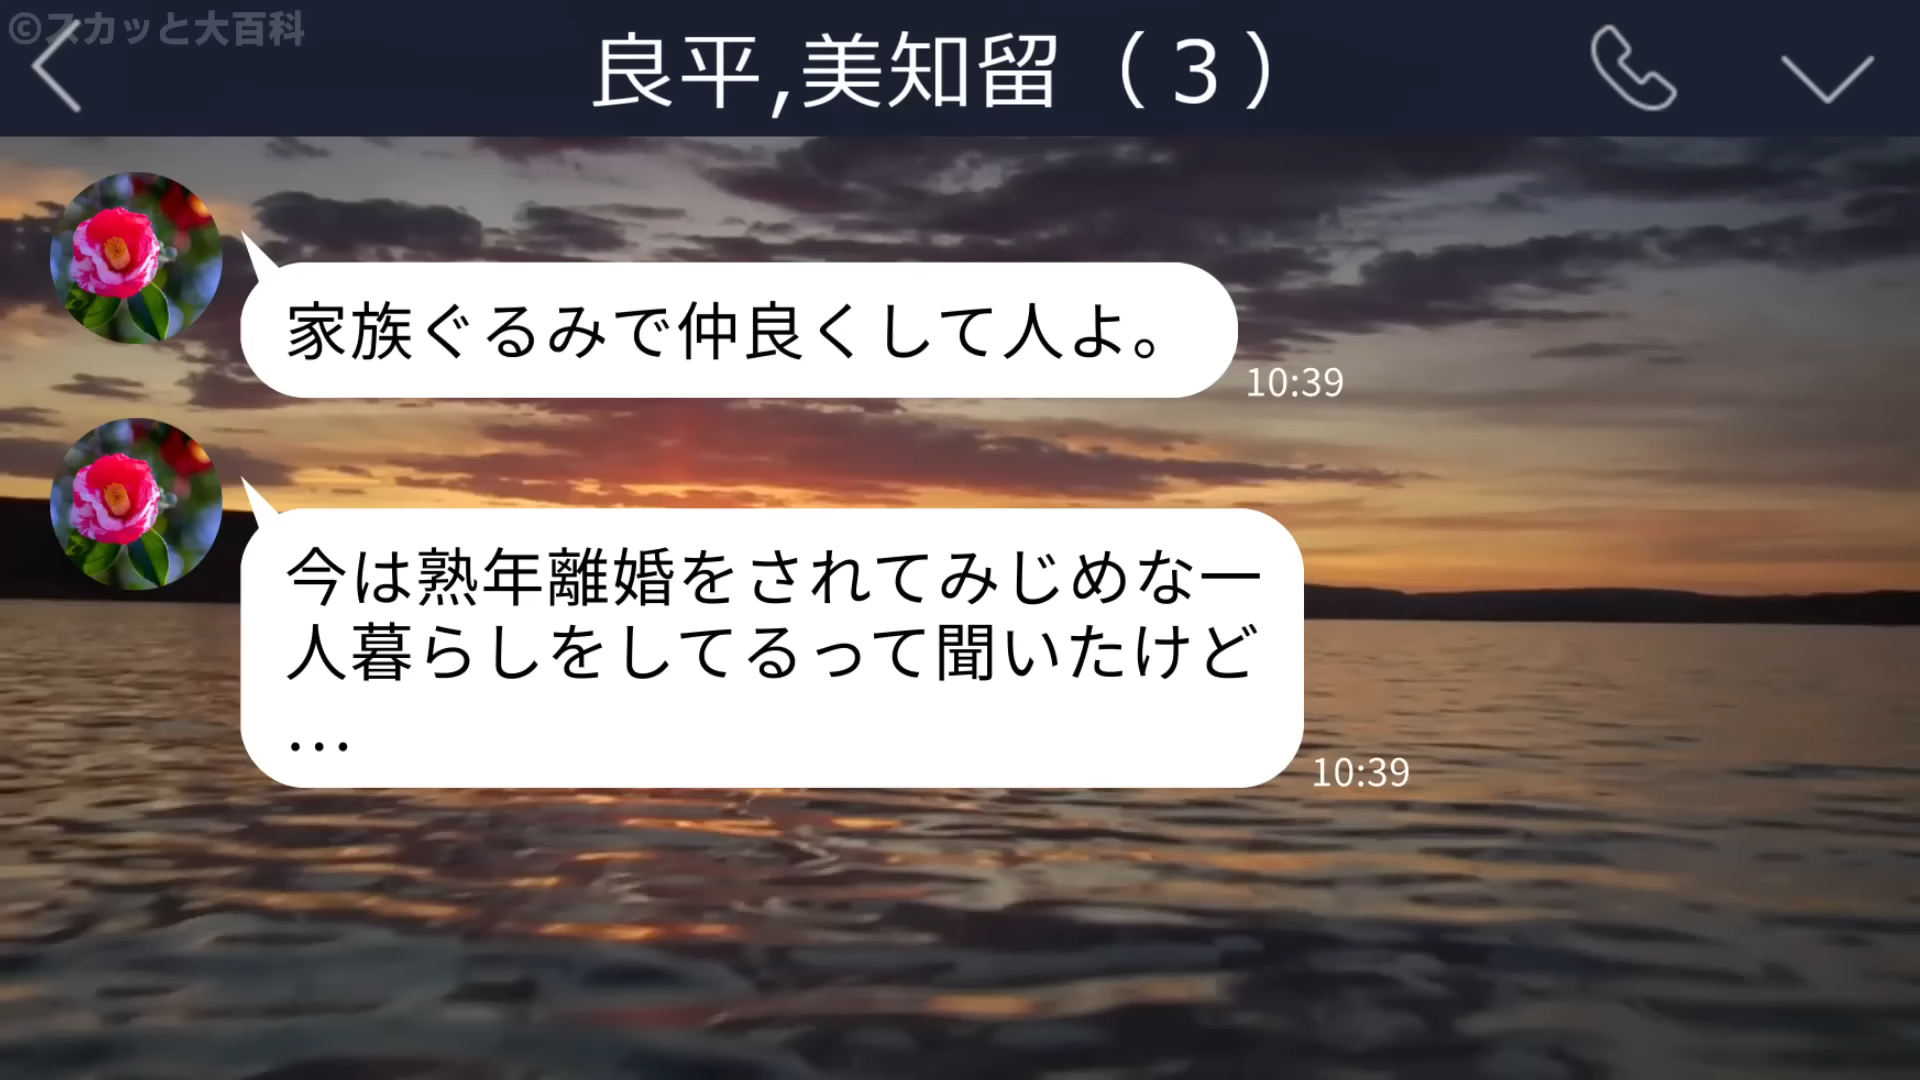 ©スカッと大百科
良平,美知留（3）
家族ぐるみで仲良くして人よ。
10:39
今は熟年離婚をされてみじめな一
人暮らしをしてるって聞いたけど
…
10:39